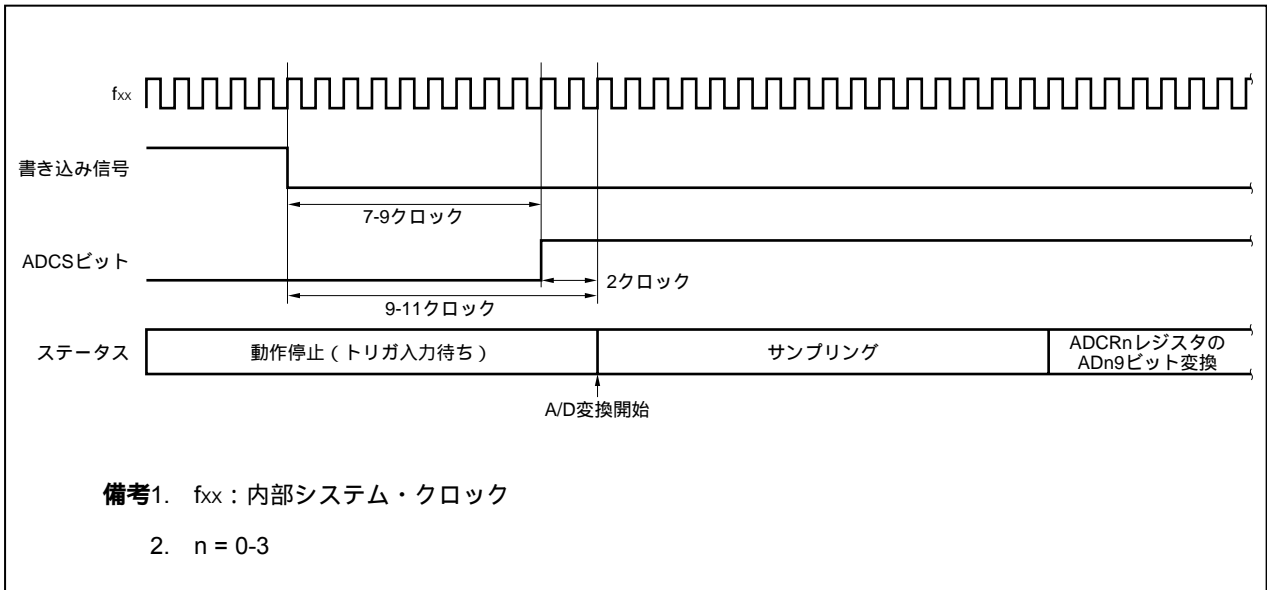 fxx
書き込み信号
7-9クロック
ADCSビット
2クロック
9-11クロック
ステータス
動作停止(トリガ入力待ち)
サンプリング
ADCRnレジスタの
ADn9ビット変換
A/D変換開始
備考1. fxx:内部システム・クロック
2. n = 0-3